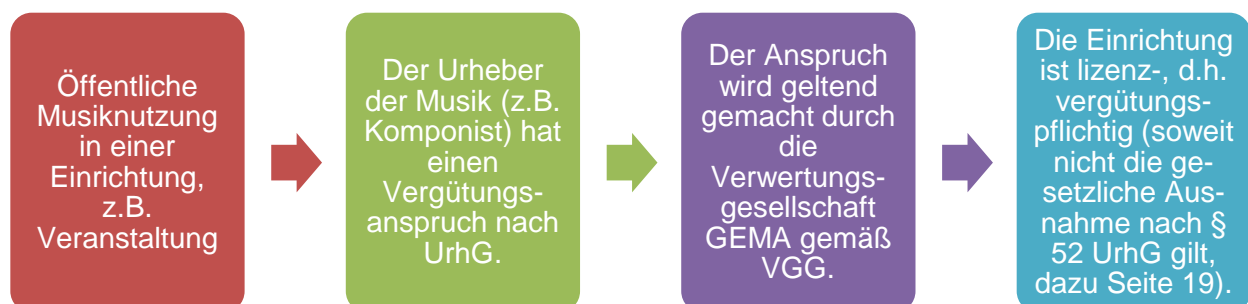 Öffentliche
Musiknutzung
in einer
Einrichtung,
z.B.
Veranstaltung
Der Urheber
der Musik (z.B.
Komponist) hat
einen
Vergütungs-
anspruch nach
UrhG.
Der Anspruch
wird geltend
gemacht durch
die
Verwertungs-
gesellschaft
GEMA gemäß
VGG.
Die Einrichtung
ist lizenz-, d.h.
vergütungs-
pflichtig (soweit
nicht die ge-
setzliche Aus-
nahme nach §
52 UrhG gilt,
dazu Seite 19).